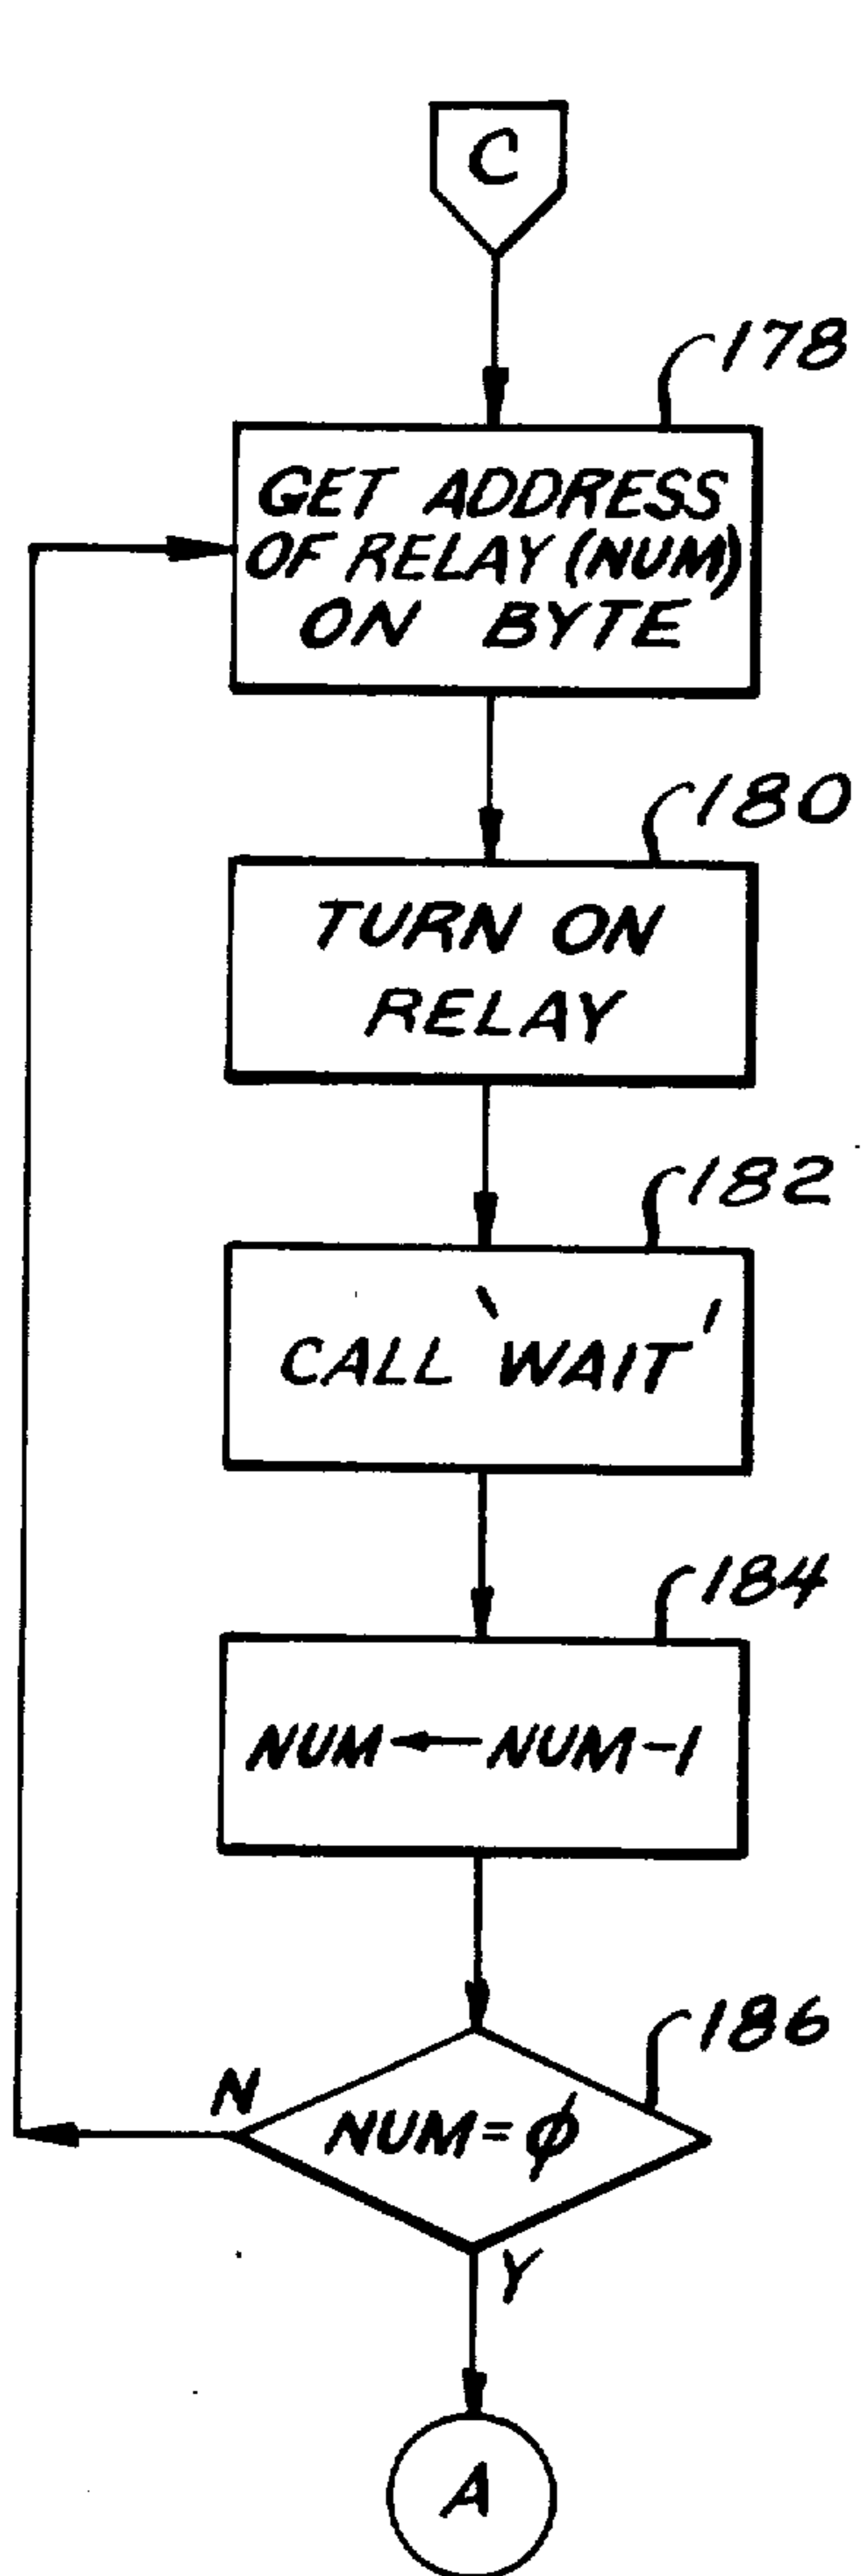 C
178
GET ADDRESS
OF RELAY (NUM)
ON BYTE
180
TURN ON
RELAY
182
CALL 'WAIT'
184
NUM ← NUM-1
186
N
NUM=φ
Y
A